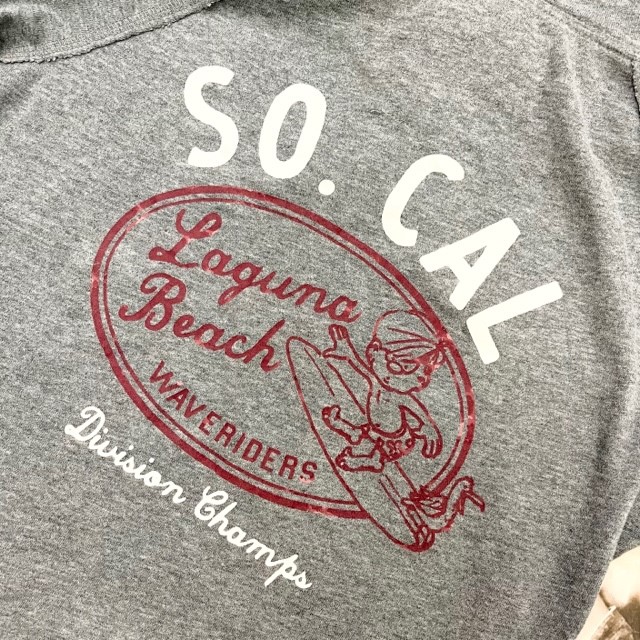 SO. CAL
Laguna
Beach
WAVERIDERS
Division Champs